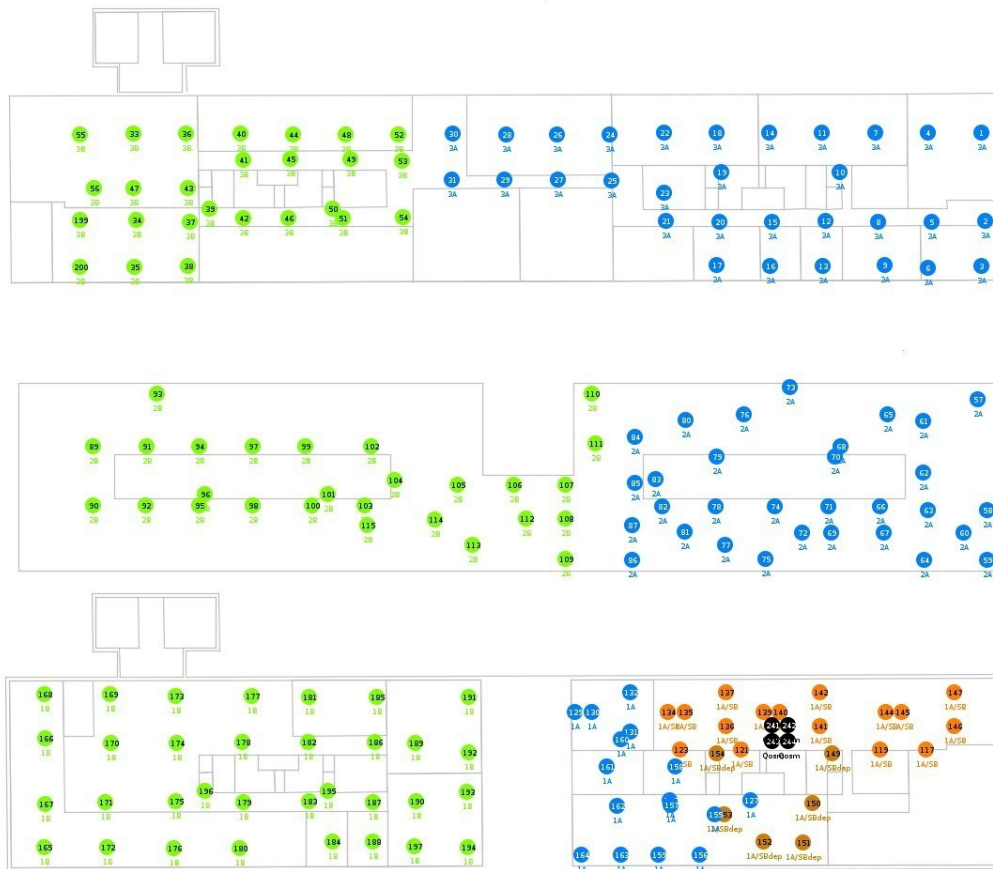 55 33 36 40 44 48 52 30 28 26 24 22 18 14 11 7 4 1
3B 3B 3B 3B 3B 3B 3B 3A 3A 3A 3A 3A 3A 3A 3A 3A 3A 3A
41 45 49 53
3B 3B 3B 3B
56 47 43 31 29 27 25 23 19 10
3B 3B 3B 3A 3A 3A 3A 3A 3A 3A
199 34 37 39 42 46 50 51 54 21 20 15 12 8 5 2
3B 3B 3B 3B 3B 3B 3B 3B 3B 3A 3A 3A 3A 3A 3A 3A
200 35 38 17 16 13 9 6 3
3B 3B 3B 3A 3A 3A 3A 3A 3A
93 110 73 57
2B 2B 2A 2A
80 76 65 61
2A 2A 2A 2A
89 91 94 97 99 102 111 84 79 68 70
2B 2B 2B 2B 2B 2B 2B 2A 2A 2A 2A
104 105 106 107 85 83 62
2B 2B 2B 2B 2A 2A 2A
90 92 95 96 98 100 101 103 82 78 74 71 66 63 58
2B 2B 2B 2B 2B 2B 2B 2B 2A 2A 2A 2A 2A 2A 2A
115 114 112 108 87 81 72 69 67 60
2B 2B 2B 2B 2A 2A 2A 2A 2A 2A
113 109 86 77 75 64 59
2B 2B 2A 2A 2A 2A 2A
168 169 173 177 181 185 191 132 137 142 147
1B 1B 1B 1B 1B 1B 1B 1A 1A/SB 1A/SB 1A/SB
129 130 134 135 139 140 144 145
1A 1A 1A/SB 1A/SB
166 170 174 178 182 186 189 192 160 131 136 241 242 141 146
1B 1B 1B 1B 1B 1B 1B 1B 1A 1A 1A/SB 1A/SB 1A/SB
123 121 243 244 119 117
1A/SB 1A/SB 1A/SB
161 158 154 149
1A 1A 1A/SBdep Qosm 1A/SBdep
167 171 175 196 179 183 195 187 190 193 162 157 127 150
1B 1B 1B 1B 1B 1B 1B 1B 1B 1B 1A 1A 1A 1A/SBdep
155 53
1A 1A/SBdep
165 172 176 180 184 188 197 194 164 163 155 156 152 151
1B 1B 1B 1B 1B 1B 1B 1B 1A 1A 1A 1A 1A/SBdep 1A/SBdep